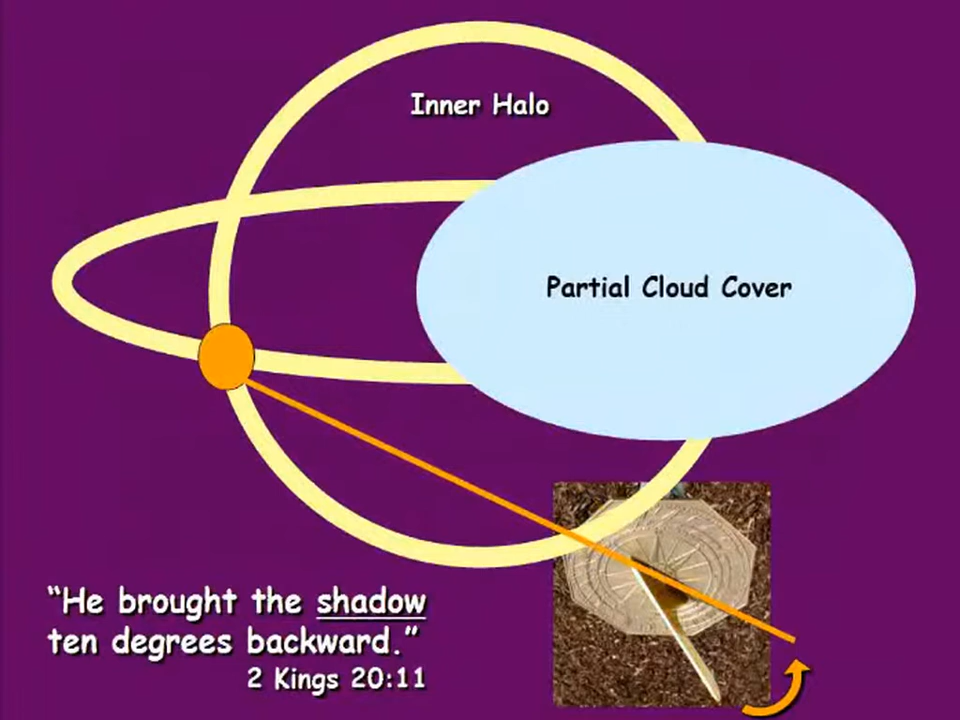 Inner Halo
Partial Cloud Cover
“He brought the shadow
ten degrees backward.”
2 Kings 20:11